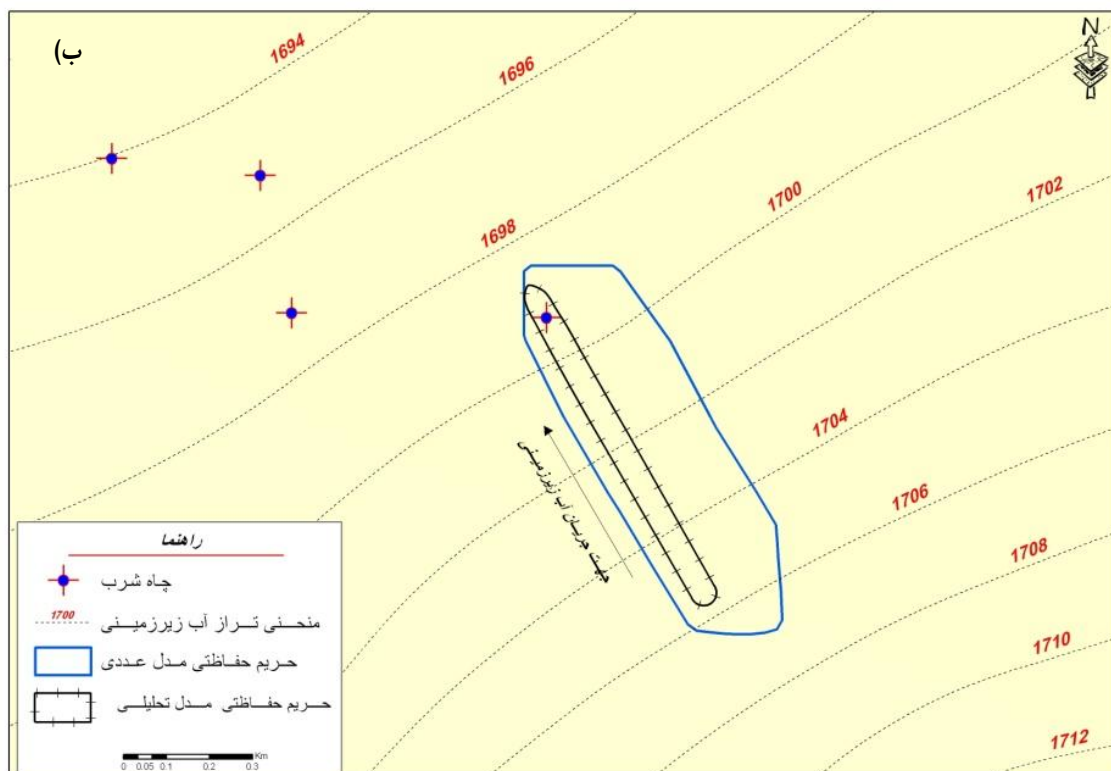 ب)
N
1694
1696
1698
1700
1702
1704
1706
1708
1710
1712
جهت جریان آب زیرزمینی
راهنما
چاه شرب
1700 منحنی تراز آب زیرزمینی
حریم حفاظتی مدل عددی
حریم حفاظتی مدل تحلیلی
Km
0 0.05 0.1 0.2 0.3